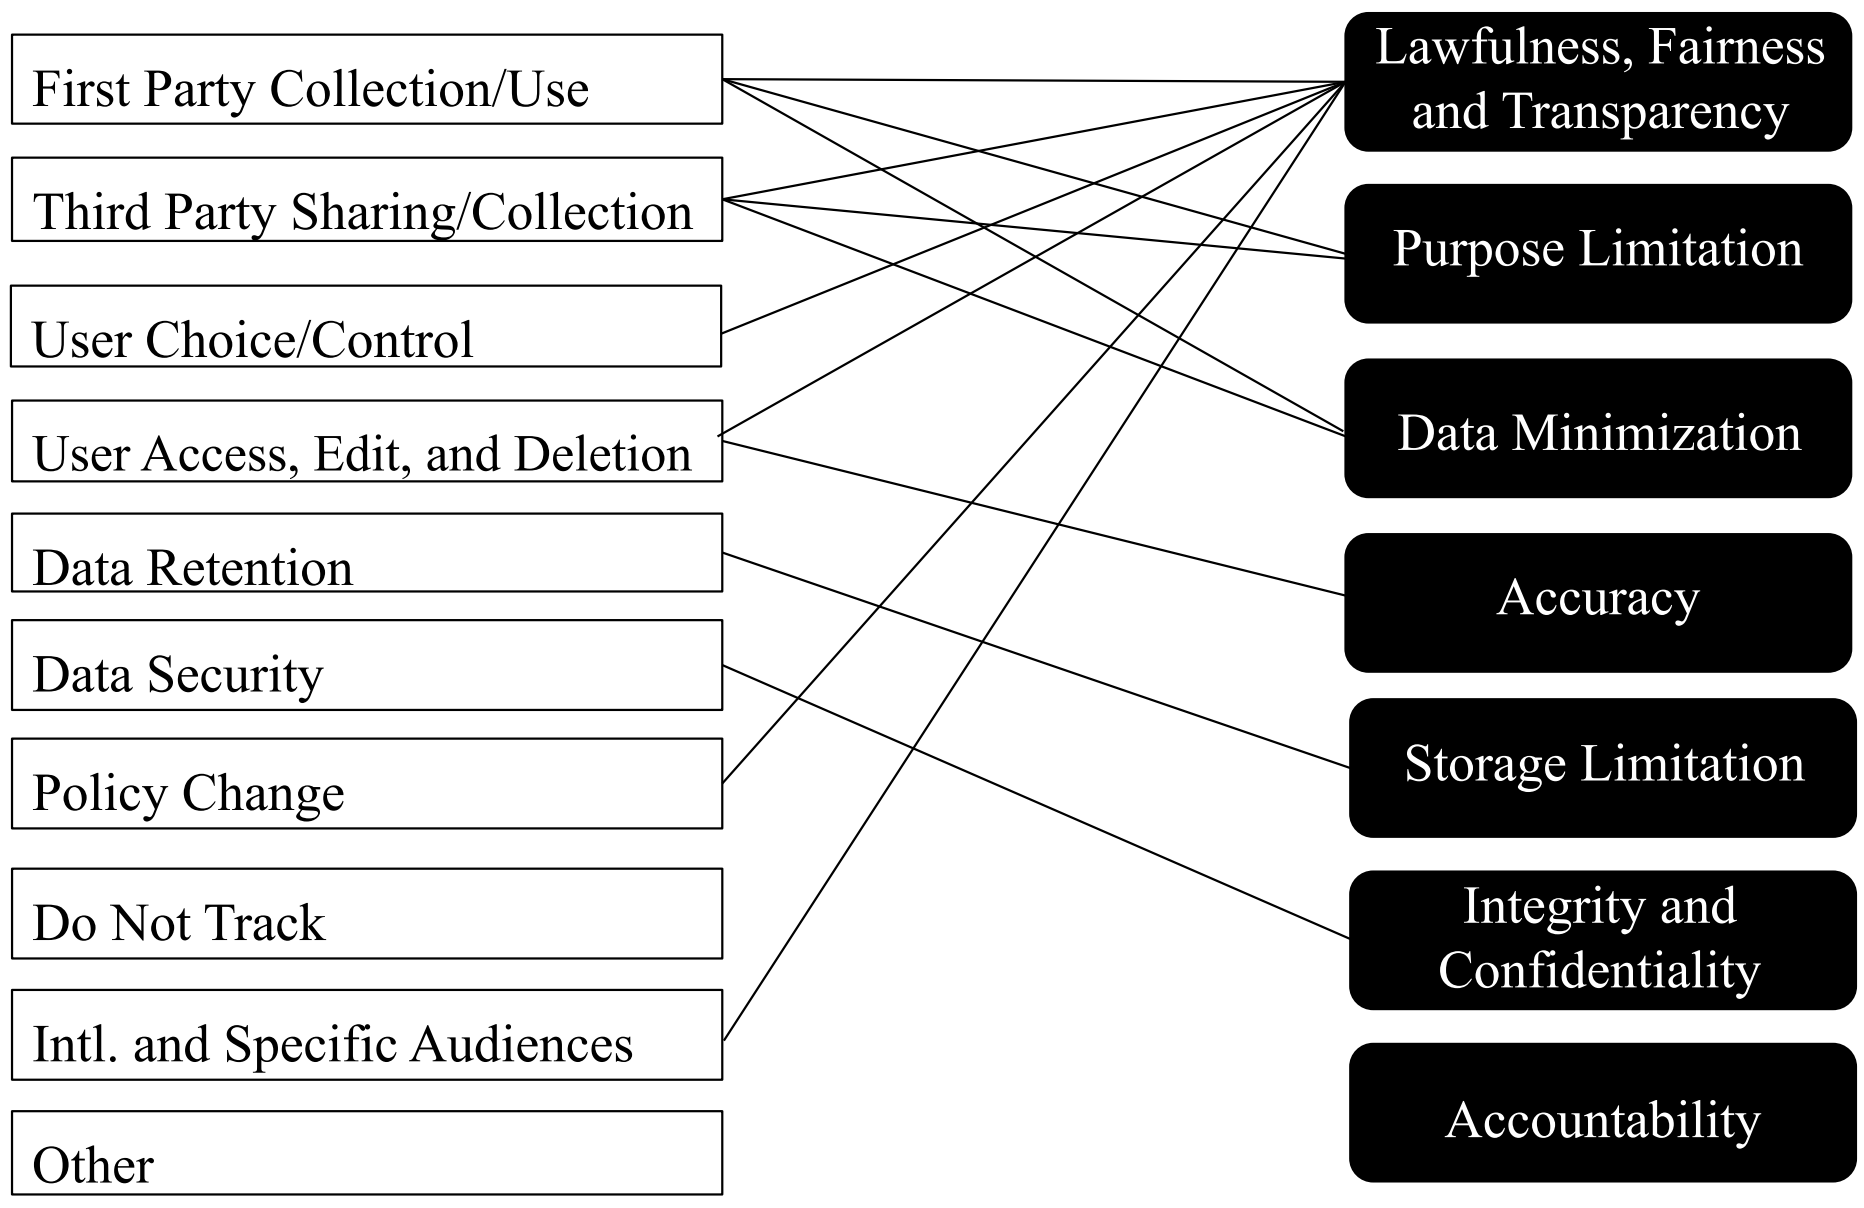 First Party Collection/Use
Third Party Sharing/Collection
User Choice/Control
User Access, Edit, and Deletion
Data Retention
Data Security
Policy Change
Do Not Track
Intl. and Specific Audiences
Other
Lawfulness, Fairness
and Transparency
Purpose Limitation
Data Minimization
Accuracy
Storage Limitation
Integrity and
Confidentiality
Accountability